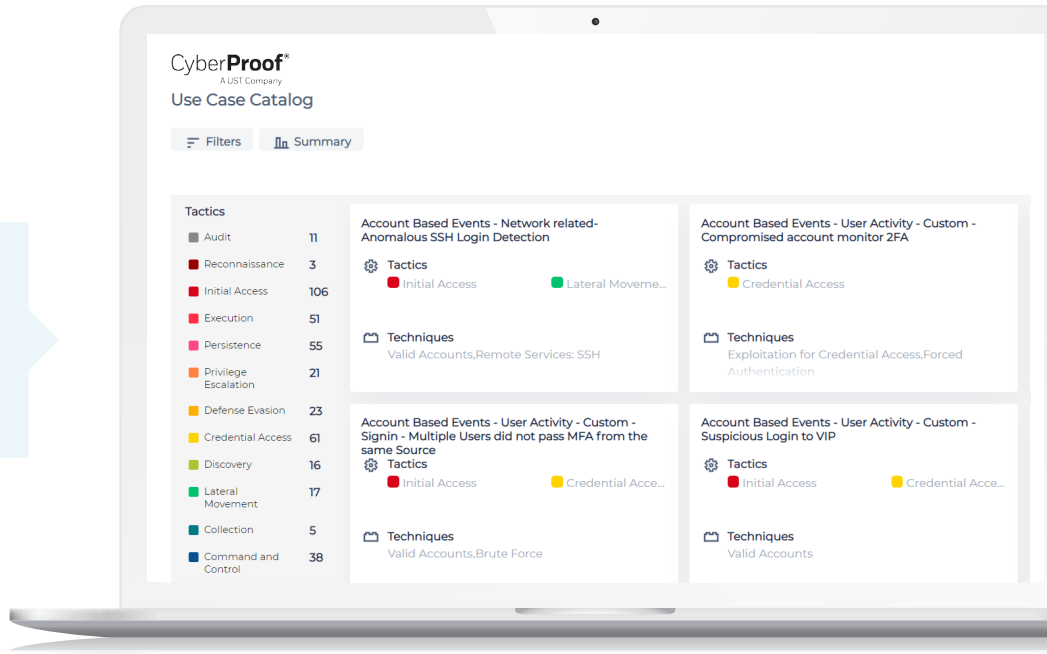 CyberProof®
A UST Company
Use Case Catalog
Filters
Summary
Tactics
Audit 11
Reconnaissance 3
Initial Access 106
Execution 51
Persistence 55
Privilege
Escalation 21
Defense Evasion 23
Credential Access 61
Discovery 16
Lateral
Movement 17
Collection 5
Command and
Control 38
Account Based Events - Network related-
Anomalous SSH Login Detection
Tactics
Initial Access Lateral Moveme...
Techniques
Valid Accounts,Remote Services: SSH
Account Based Events - User Activity - Custom -
Compromised account monitor 2FA
Tactics
Credential Access
Techniques
Exploitation for Credential Access,Forced
Authentication
Account Based Events - User Activity - Custom -
Signin - Multiple Users did not pass MFA from the
same Source
Tactics
Initial Access Credential Acce...
Techniques
Valid Accounts,Brute Force
Account Based Events - User Activity - Custom -
Suspicious Login to VIP
Tactics
Initial Access Credential Acce...
Techniques
Valid Accounts